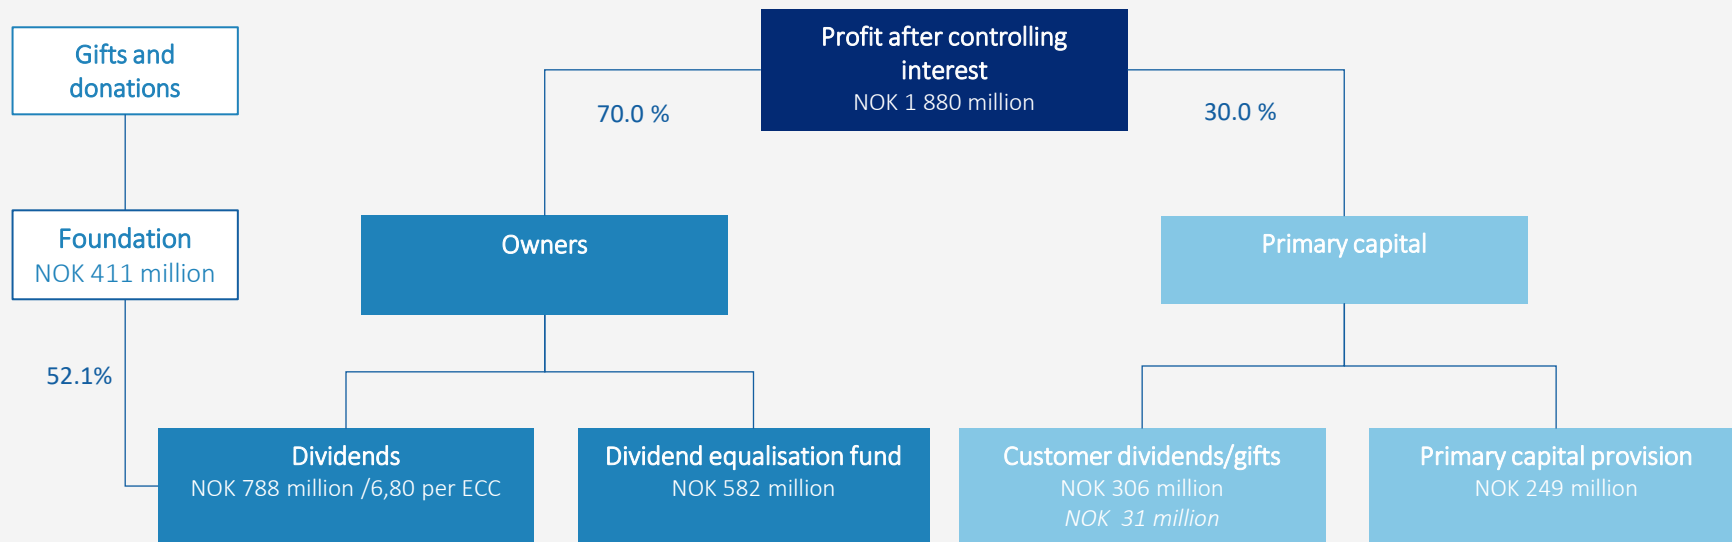 Gifts and
donations
Profit after controlling
interest
NOK 1 880 million
70.0 %
30.0 %
Foundation
NOK 411 million
Owners
Primary capital
52.1%
Dividends
NOK 788 million /6,80 per ECC
Dividend equalisation fund
NOK 582 million
Customer dividends/gifts
NOK 306 million
NOK 31 million
Primary capital provision
NOK 249 million